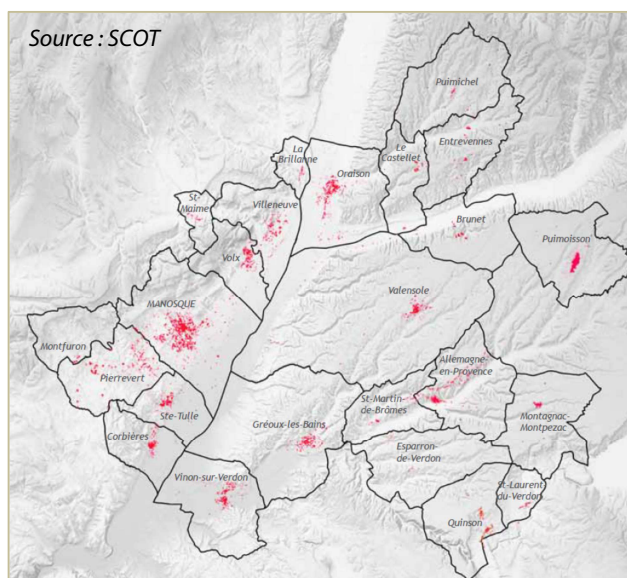 Source : SCOT
Puimichel
Entrevennes
La
Brillanne
Le
Castellet
Oraison
St-
Maime
Villeneuve
Brunet
Puimoisson
Volx
Valensole
MANOSQUE
Montfuron
Pierrevert
Allemagne-
en-Provence
St-Martin-
de-Brômes
Ste-Tulle
Montagnac-
Montpezac
Gréoux-les-Bains
Corbières
Esparron-
de-Verdon
Vinon-sur-Verdon
St-Laurent
du-Verdon
Quinson